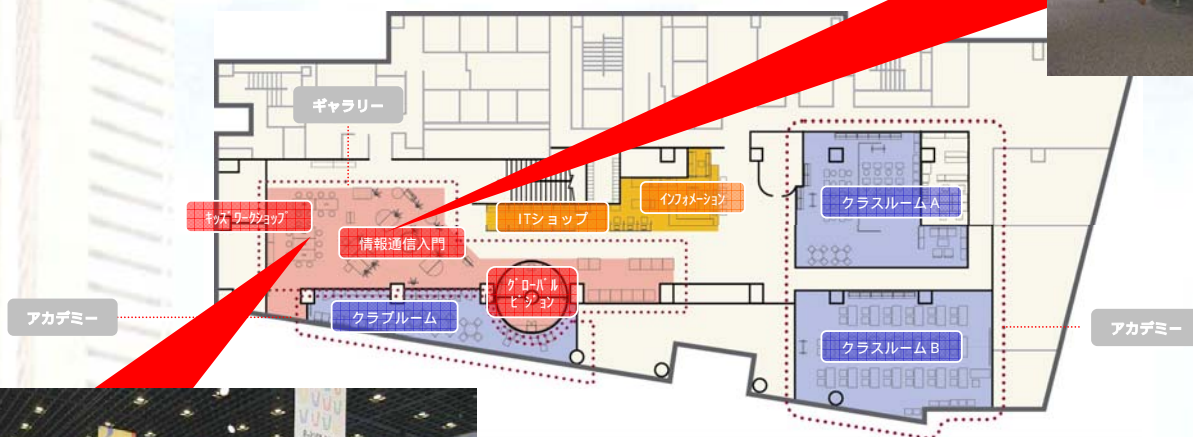 ギャラリー
キッズワークショップ
情報通信入門
ITショップ
インフォメーション
グローバル
ビジョン
クラブルーム
アカデミー
クラスルームA
クラスルームB
アカデミー